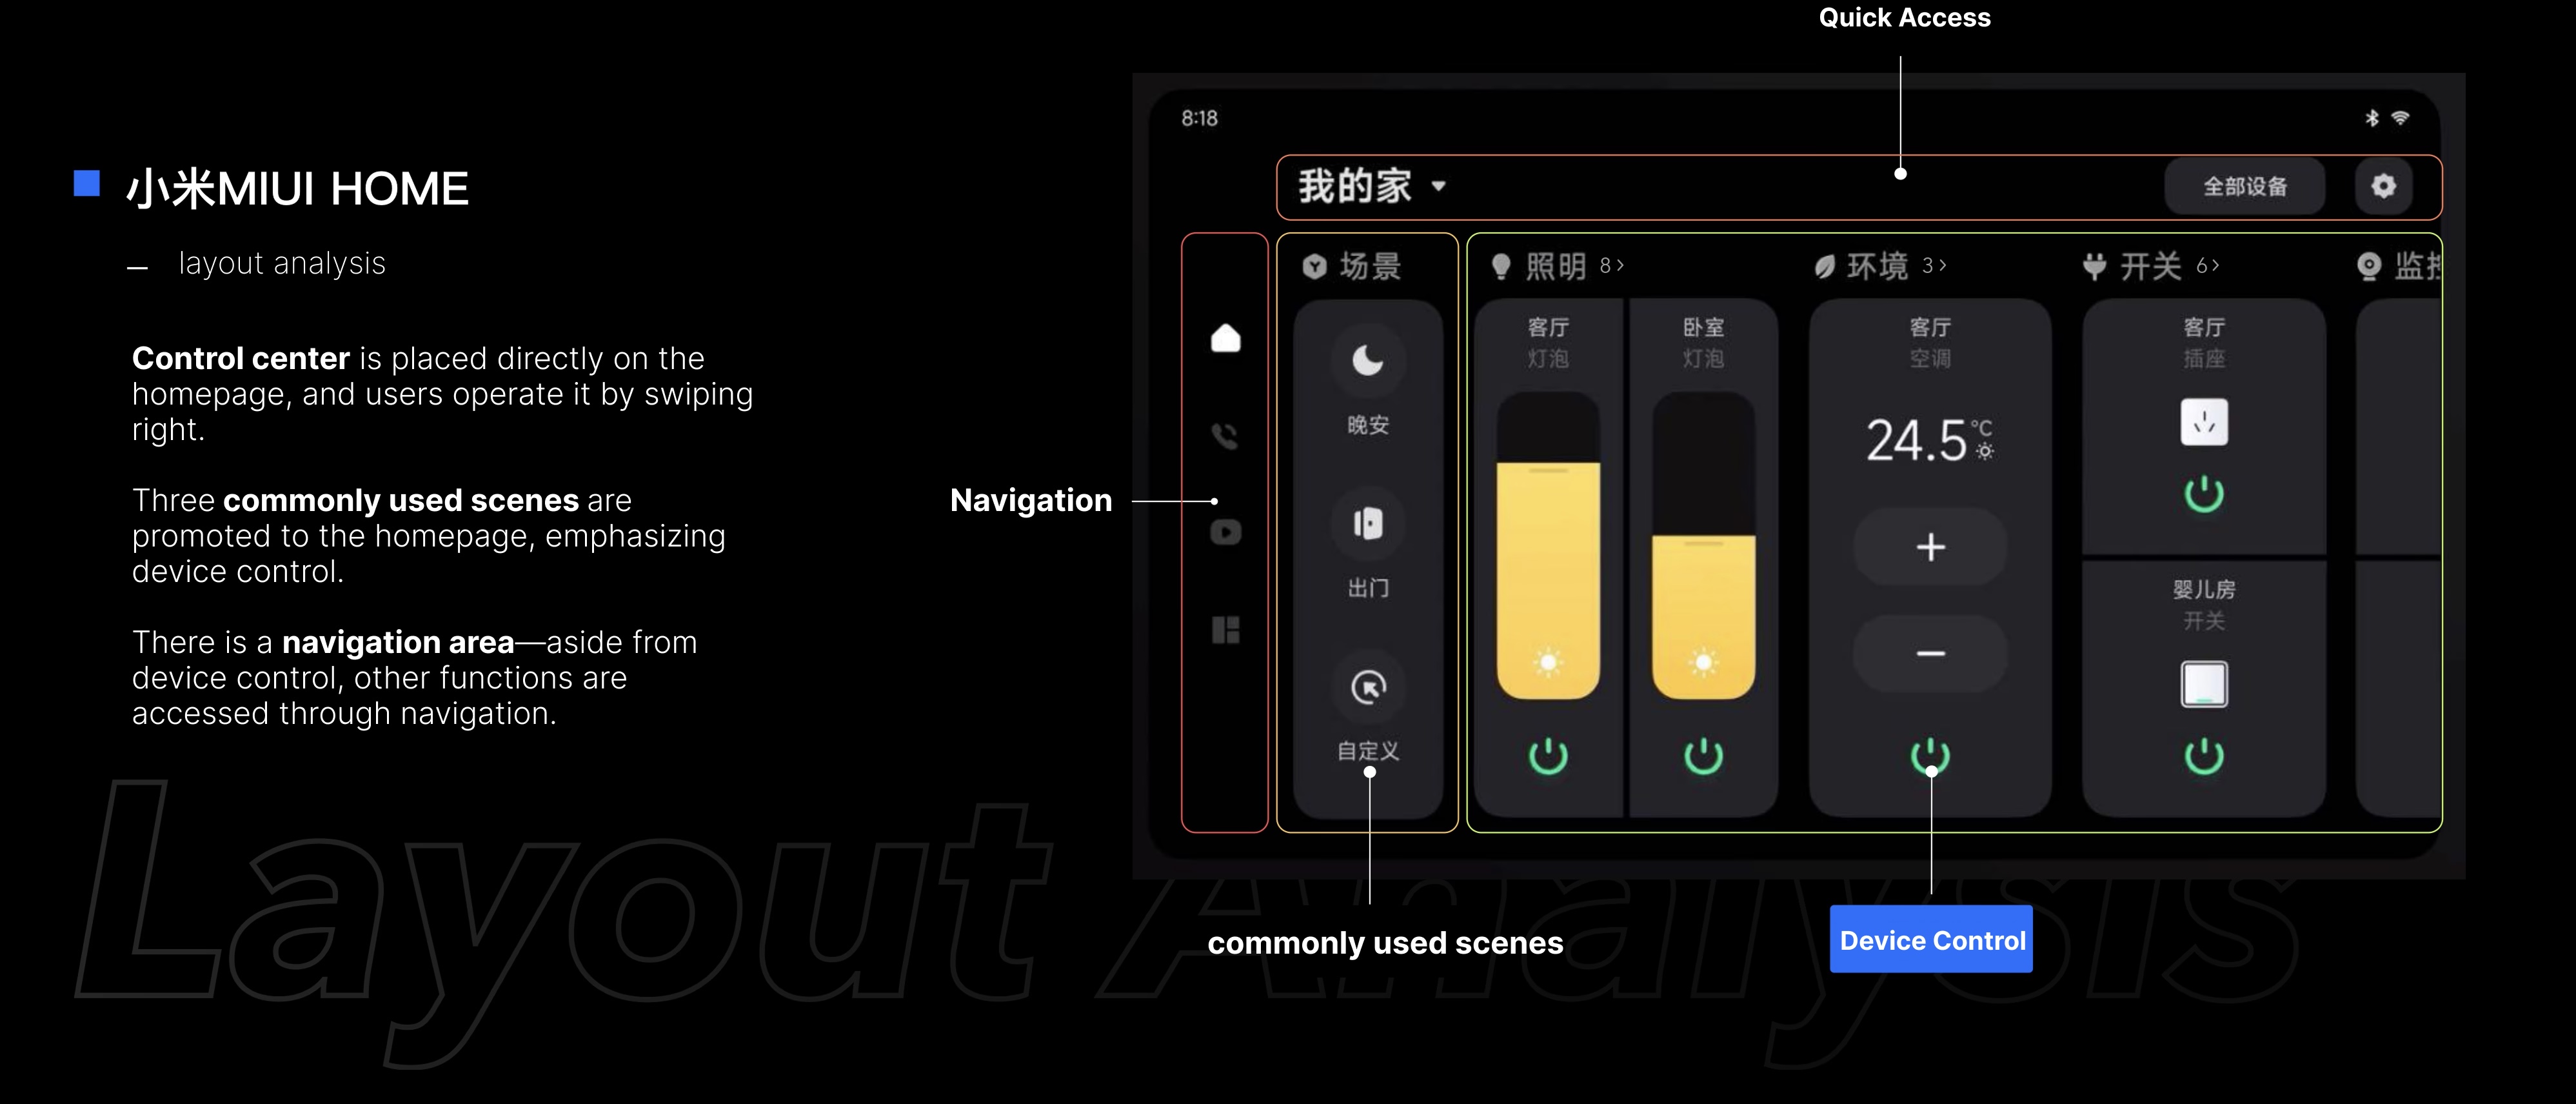 Quick Access
小米MIUI HOME
layout analysis
Control center is placed directly on the
homepage, and users operate it by swiping
right.
Three commonly used scenes are
promoted to the homepage, emphasizing
device control.
There is a navigation area—aside from
device control, other functions are
accessed through navigation.
Navigation
8:18
我的家
全部设备
场景
晚安
出门
自定义
照明 8>
客厅
灯泡
卧室
灯泡
环境 3>
客厅
空调
24.5°C
+
−
开关 6>
客厅
插座
婴儿房
开关
监控
commonly used scenes
Device Control
Layout Analysis